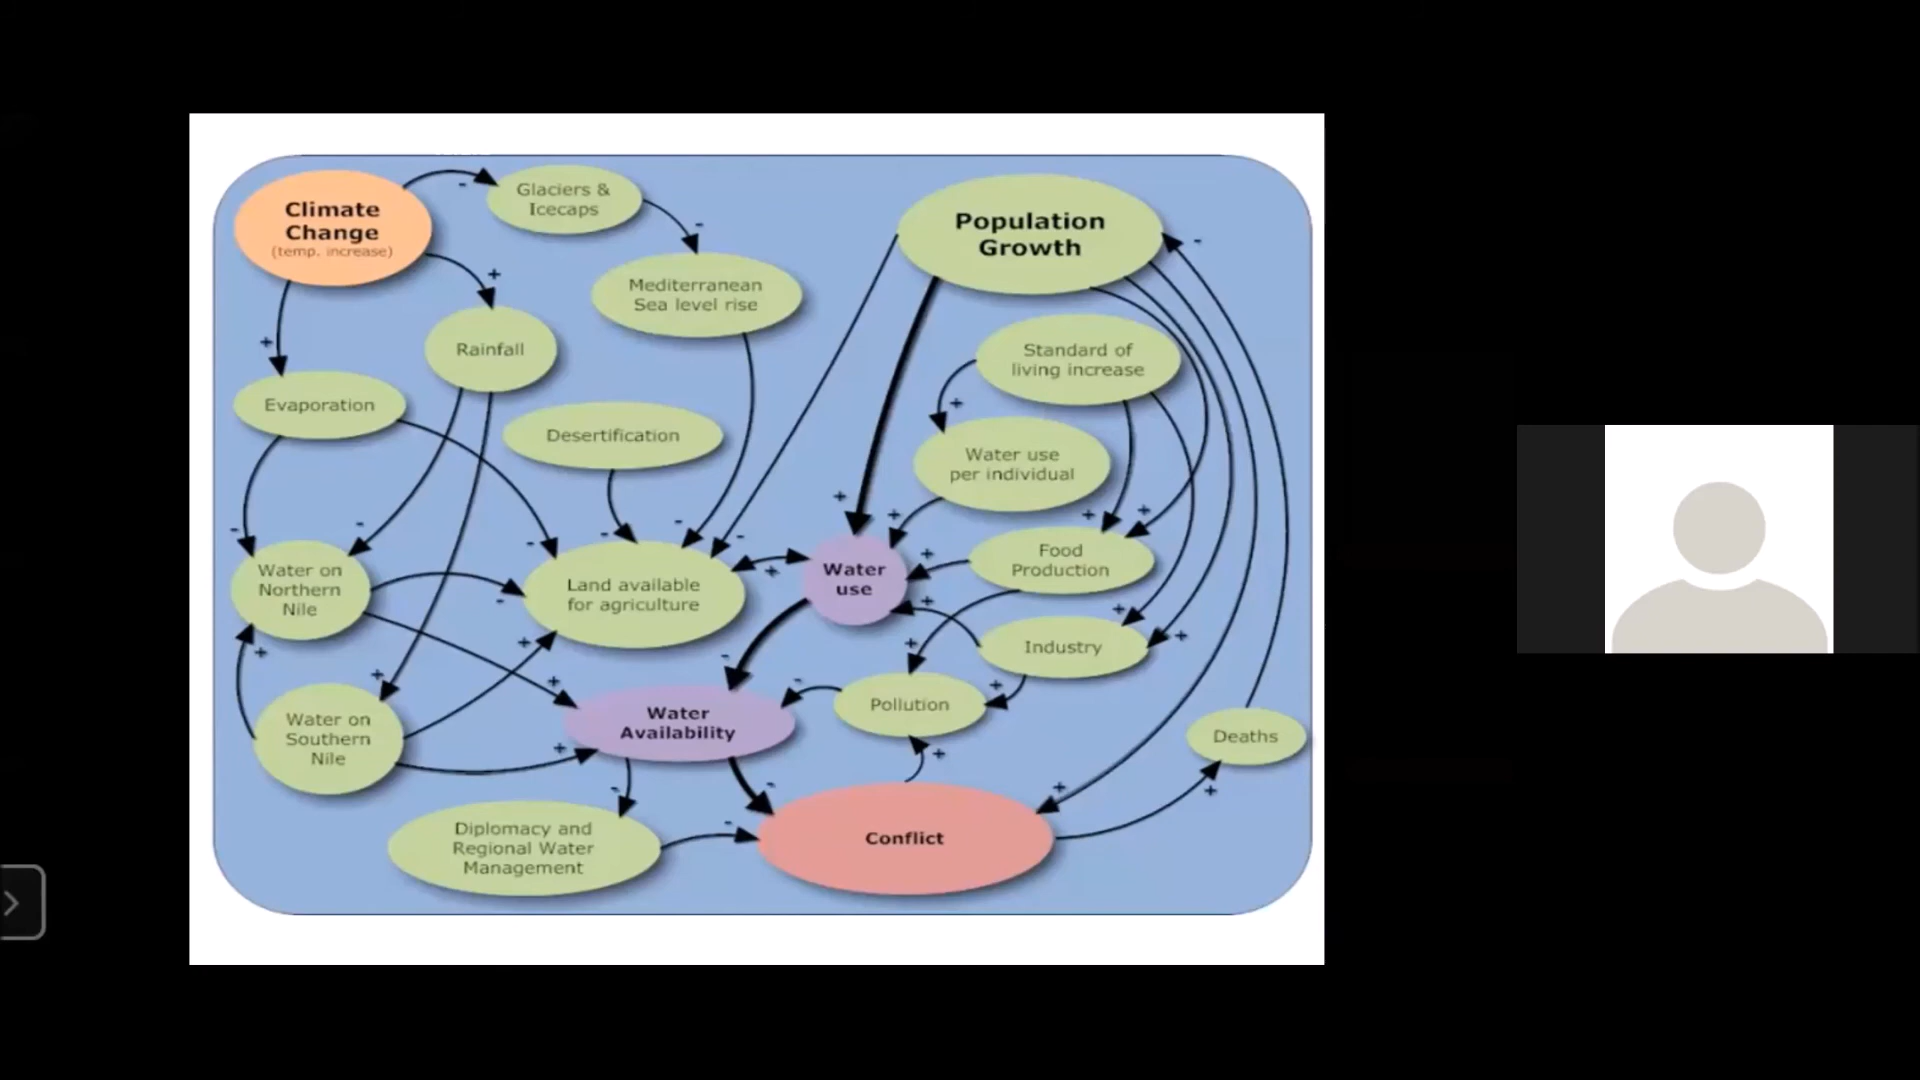 Climate
Change
(temp. increase)
Glaciers &
Icecaps
Population
Growth
Mediterranean
Sea level rise
Rainfall
Standard of
living increase
Evaporation
Desertification
Water use
per individual
Water on
Northern
Nile
Land available
for agriculture
Water
use
Food
Production
Industry
Water on
Southern
Nile
Water
Availability
Pollution
Deaths
Diplomacy and
Regional Water
Management
Conflict